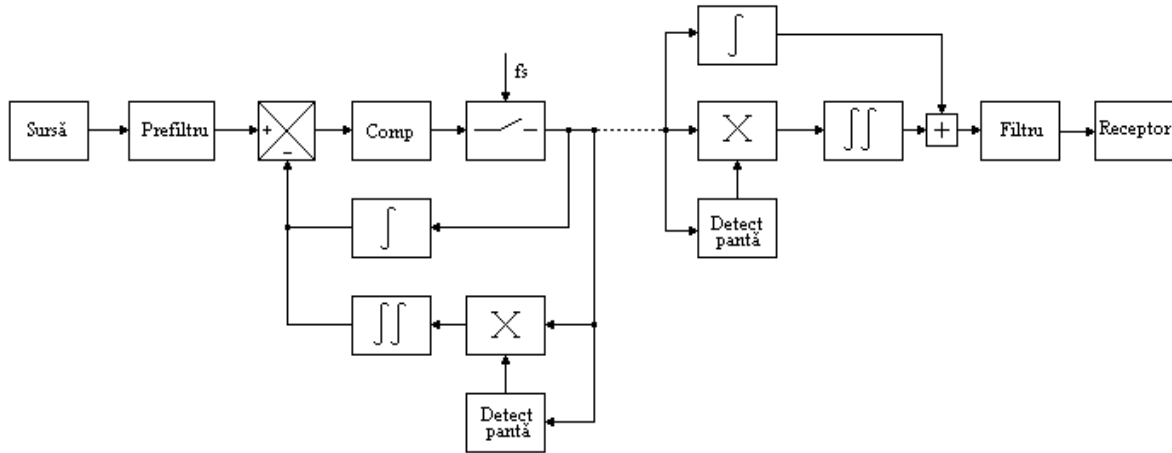 fs
Sursă
Prefiltru
+
-
Comp
X
+
Filtru
Receptor
Detect
pantă
∫
∫
∫∫
∫∫
X
Detect
pantă